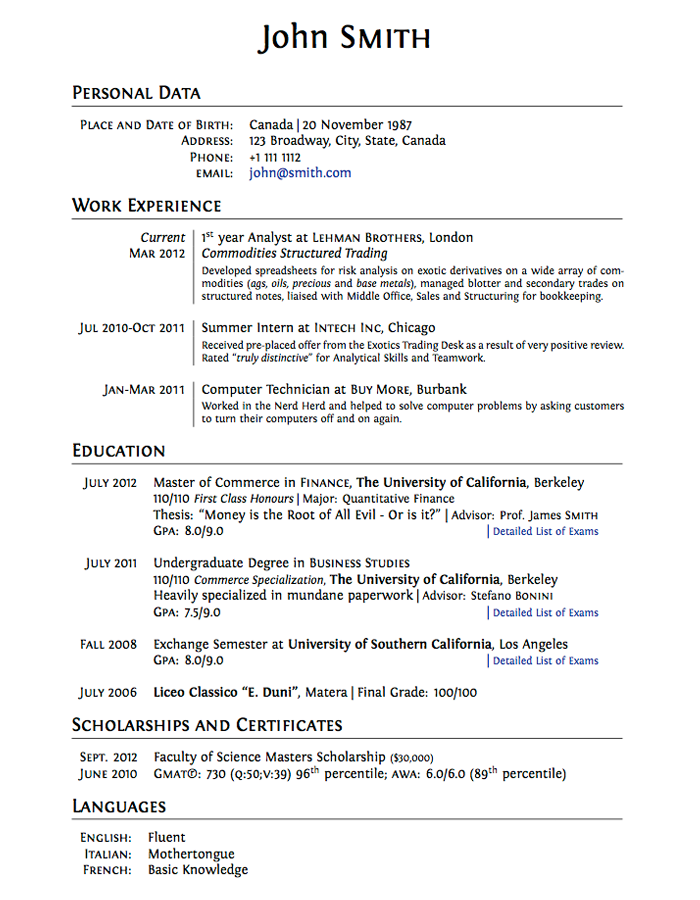 John Smith
Personal Data
Place and Date of Birth: Canada | 20 November 1987
Address: 123 Broadway, City, State, Canada
Phone: +1 111 1112
email: john@smith.com
Work Experience
Current 1st year Analyst at Lehman Brothers, London
Mar 2012 Commodities Structured Trading
Developed spreadsheets for risk analysis on exotic derivatives on a wide array of com-
modities (ags, oils, precious and base metals), managed blotter and secondary trades on
structured notes, liaised with Middle Office, Sales and Structuring for bookkeeping.
Jul 2010-Oct 2011 Summer Intern at Intech Inc, Chicago
Received pre-placed offer from the Exotics Trading Desk as a result of very positive review.
Rated "truly distinctive" for Analytical Skills and Teamwork.
Jan-Mar 2011 Computer Technician at Buy More, Burbank
Worked in the Nerd Herd and helped to solve computer problems by asking customers
to turn their computers off and on again.
Education
July 2012 Master of Commerce in Finance, The University of California, Berkeley
110/110 First Class Honours | Major: Quantitative Finance
Thesis: "Money is the Root of All Evil - Or is it?" | Advisor: Prof. James Smith
Gpa: 8.0/9.0 | Detailed List of Exams
July 2011 Undergraduate Degree in Business Studies
110/110 Commerce Specialization, The University of California, Berkeley
Heavily specialized in mundane paperwork | Advisor: Stefano Bonini
Gpa: 7.5/9.0 | Detailed List of Exams
Fall 2008 Exchange Semester at University of Southern California, Los Angeles
Gpa: 8.0/9.0 | Detailed List of Exams
July 2006 Liceo Classico "E. Duni", Matera | Final Grade: 100/100
Scholarships and Certificates
Sept. 2012 Faculty of Science Masters Scholarship ($30,000)
June 2010 Gmat®: 730 (q:50;v:39) 96th percentile; awa: 6.0/6.0 (89th percentile)
Languages
English: Fluent
Italian: Mothertongue
French: Basic Knowledge